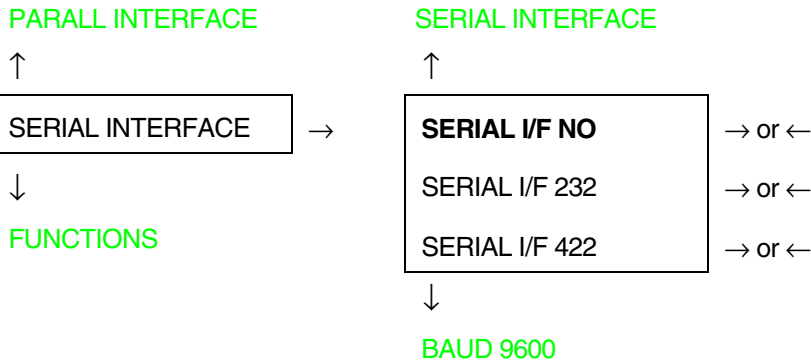 PARALL INTERFACE
SERIAL INTERFACE
↑
↑
SERIAL INTERFACE →
SERIAL I/F NO → or ←
↓
SERIAL I/F 232 → or ←
FUNCTIONS
SERIAL I/F 422 → or ←
↓
BAUD 9600